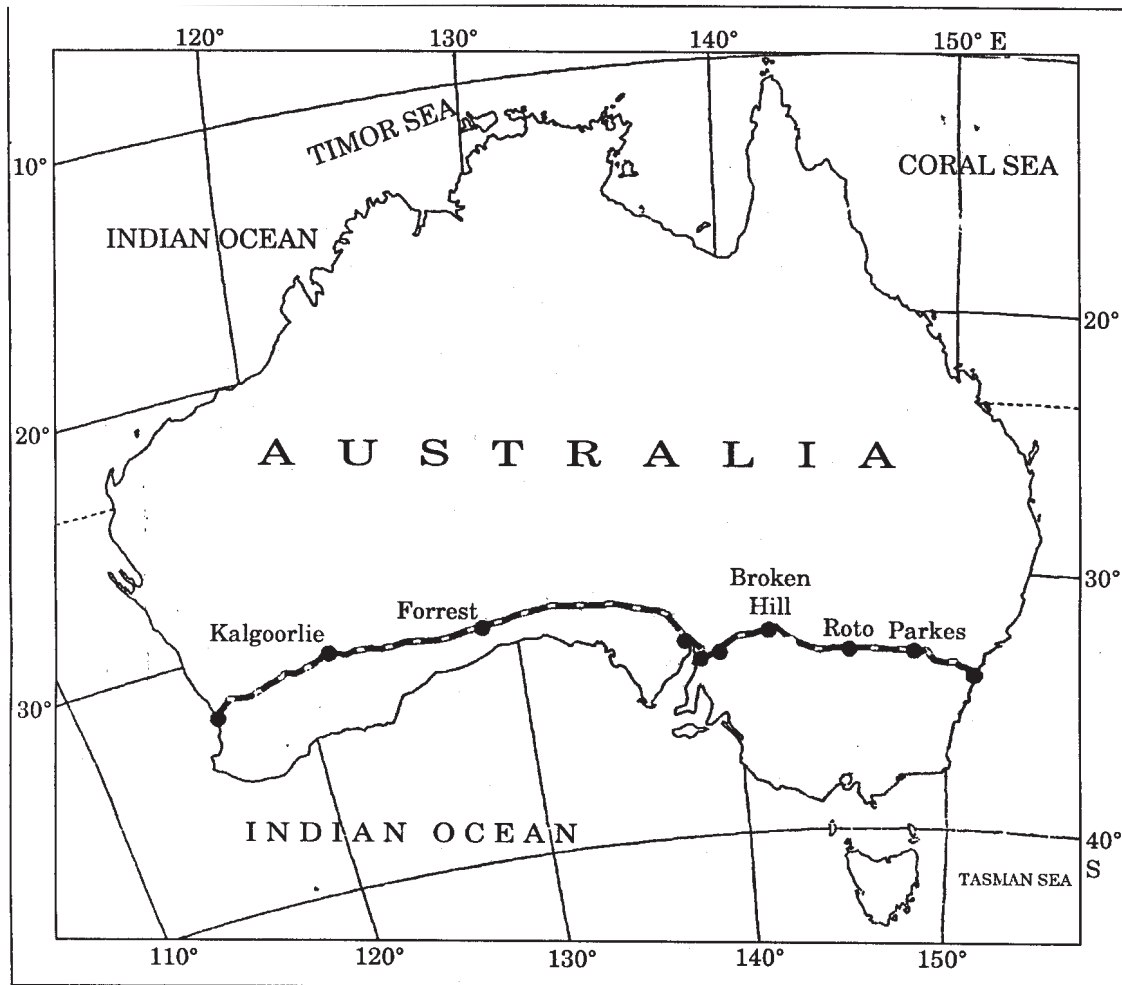 120° 130° 140° 150° E
TIMOR SEA
10°
CORAL SEA
INDIAN OCEAN
20°
20°
AUSTRALIA
30°
Broken
Hill
Forrest
Kalgoorlie
Roto Parkes
30°
INDIAN OCEAN
40°
S
TASMAN SEA
110° 120° 130° 140° 150°